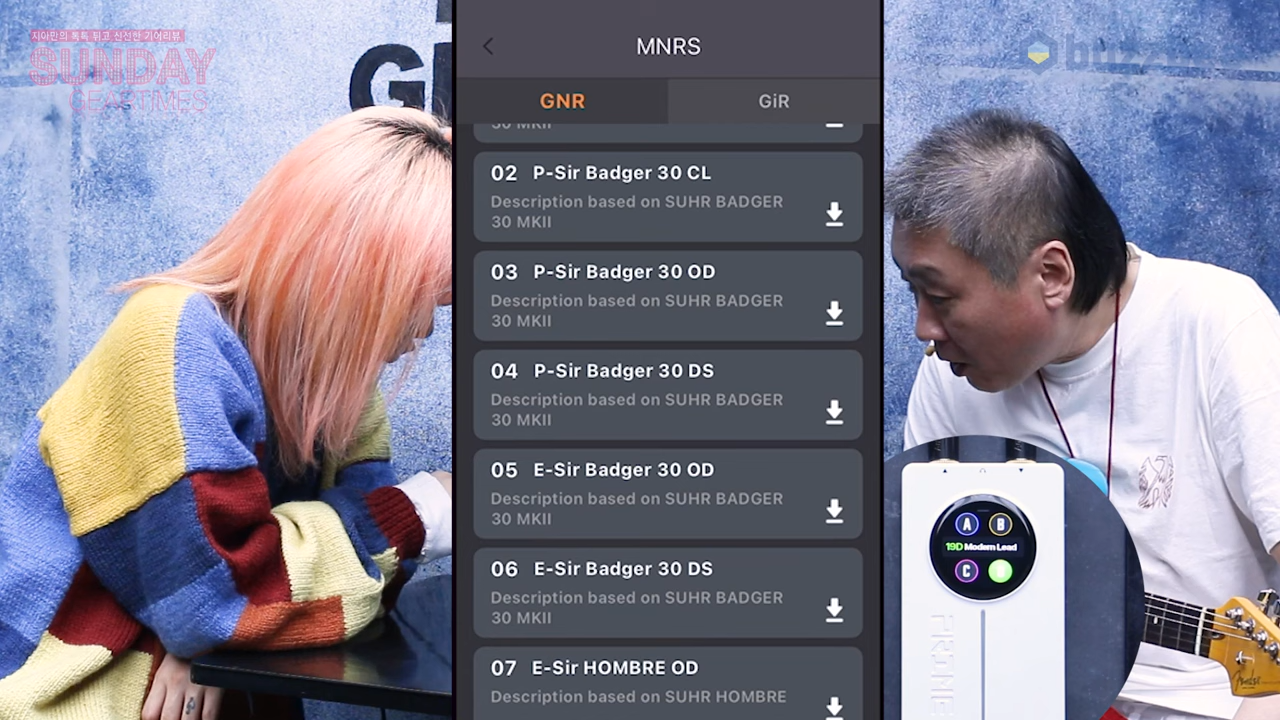 지아만의 톡톡 튀고 신선한 기어리뷰
SUNDAY
GEARTIMES
MNRS
GNR
GiR
30 MKII
02 P-Sir Badger 30 CL
Description based on SUHR BADGER
30 MKII
03 P-Sir Badger 30 OD
Description based on SUHR BADGER
30 MKII
04 P-Sir Badger 30 DS
Description based on SUHR BADGER
30 MKII
05 E-Sir Badger 30 OD
Description based on SUHR BADGER
30 MKII
06 E-Sir Badger 30 DS
Description based on SUHR BADGER
30 MKII
07 E-Sir HOMBRE OD
Description based on SUHR HOMBRE
A B
19D Modern Lead
C
PRIME
Fender